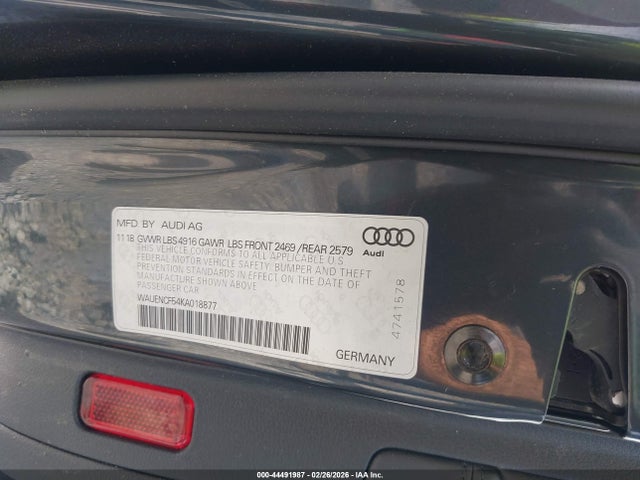 MFD BY AUDI AG
11 18 GVWR LBS 4916 GAWR LBS FRONT 2469 / REAR 2579
THIS VEHICLE CONFORMS TO ALL APPLICABLE U S
FEDERAL MOTOR VEHICLE SAFETY, BUMPER AND THEFT
PREVENTION STANDARDS IN EFFECT ON THE DATE OF
MANUFACTURE SHOWN ABOVE
PASSENGER CAR
WAUENCF54KA018877
Audi
4741578
GERMANY
000-44491987 02/26/2026 - IAA Vehicles